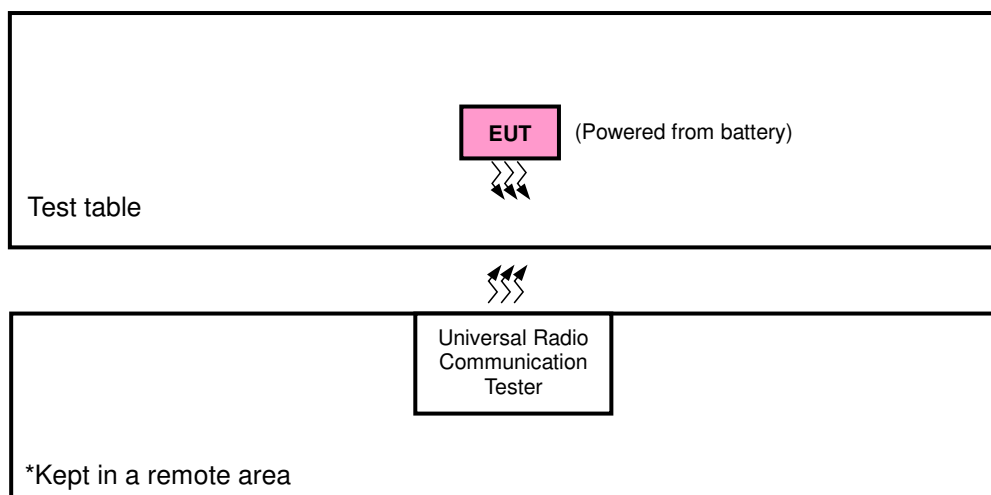 EUT
(Powered from battery)
Test table
Universal Radio
Communication
Tester
*Kept in a remote area